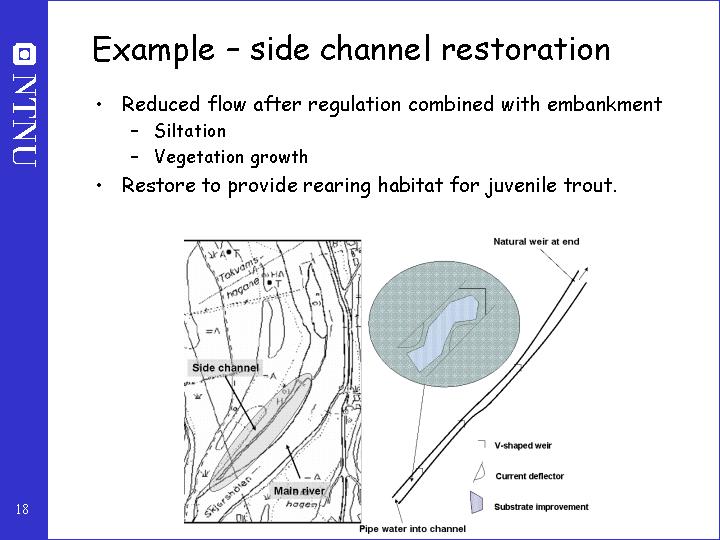 Example – side channel restoration
NTNU
• Reduced flow after regulation combined with embankment
– Siltation
– Vegetation growth
• Restore to provide rearing habitat for juvenile trout.
Natural weir at end
Tokvam-
hagane
Side channel
Main river
hagen
V-shaped weir
Current deflector
Substrate improvement
Pipe water into channel
18